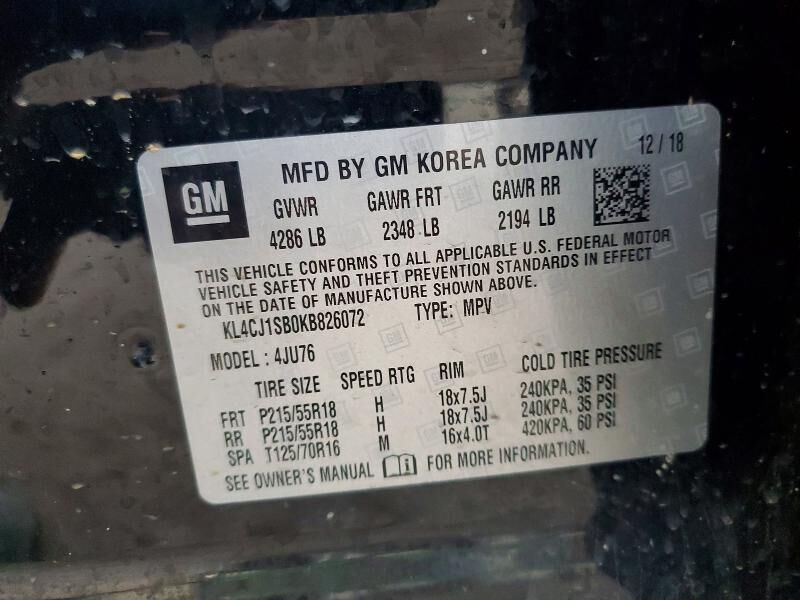 GM
MFD BY GM KOREA COMPANY 12 / 18
GVWR GAWR FRT GAWR RR
4286 LB 2348 LB 2194 LB
THIS VEHICLE CONFORMS TO ALL APPLICABLE U.S. FEDERAL MOTOR
VEHICLE SAFETY AND THEFT PREVENTION STANDARDS IN EFFECT
ON THE DATE OF MANUFACTURE SHOWN ABOVE.
KL4CJ1SB0KB826072 TYPE: MPV
MODEL : 4JU76
TIRE SIZE SPEED RTG RIM COLD TIRE PRESSURE
FRT P215/55R18 H 18x7.5J 240KPA, 35 PSI
RR P215/55R18 H 18x7.5J 240KPA, 35 PSI
SPA T125/70R16 M 16x4.0T 420KPA, 60 PSI
SEE OWNER'S MANUAL FOR MORE INFORMATION.